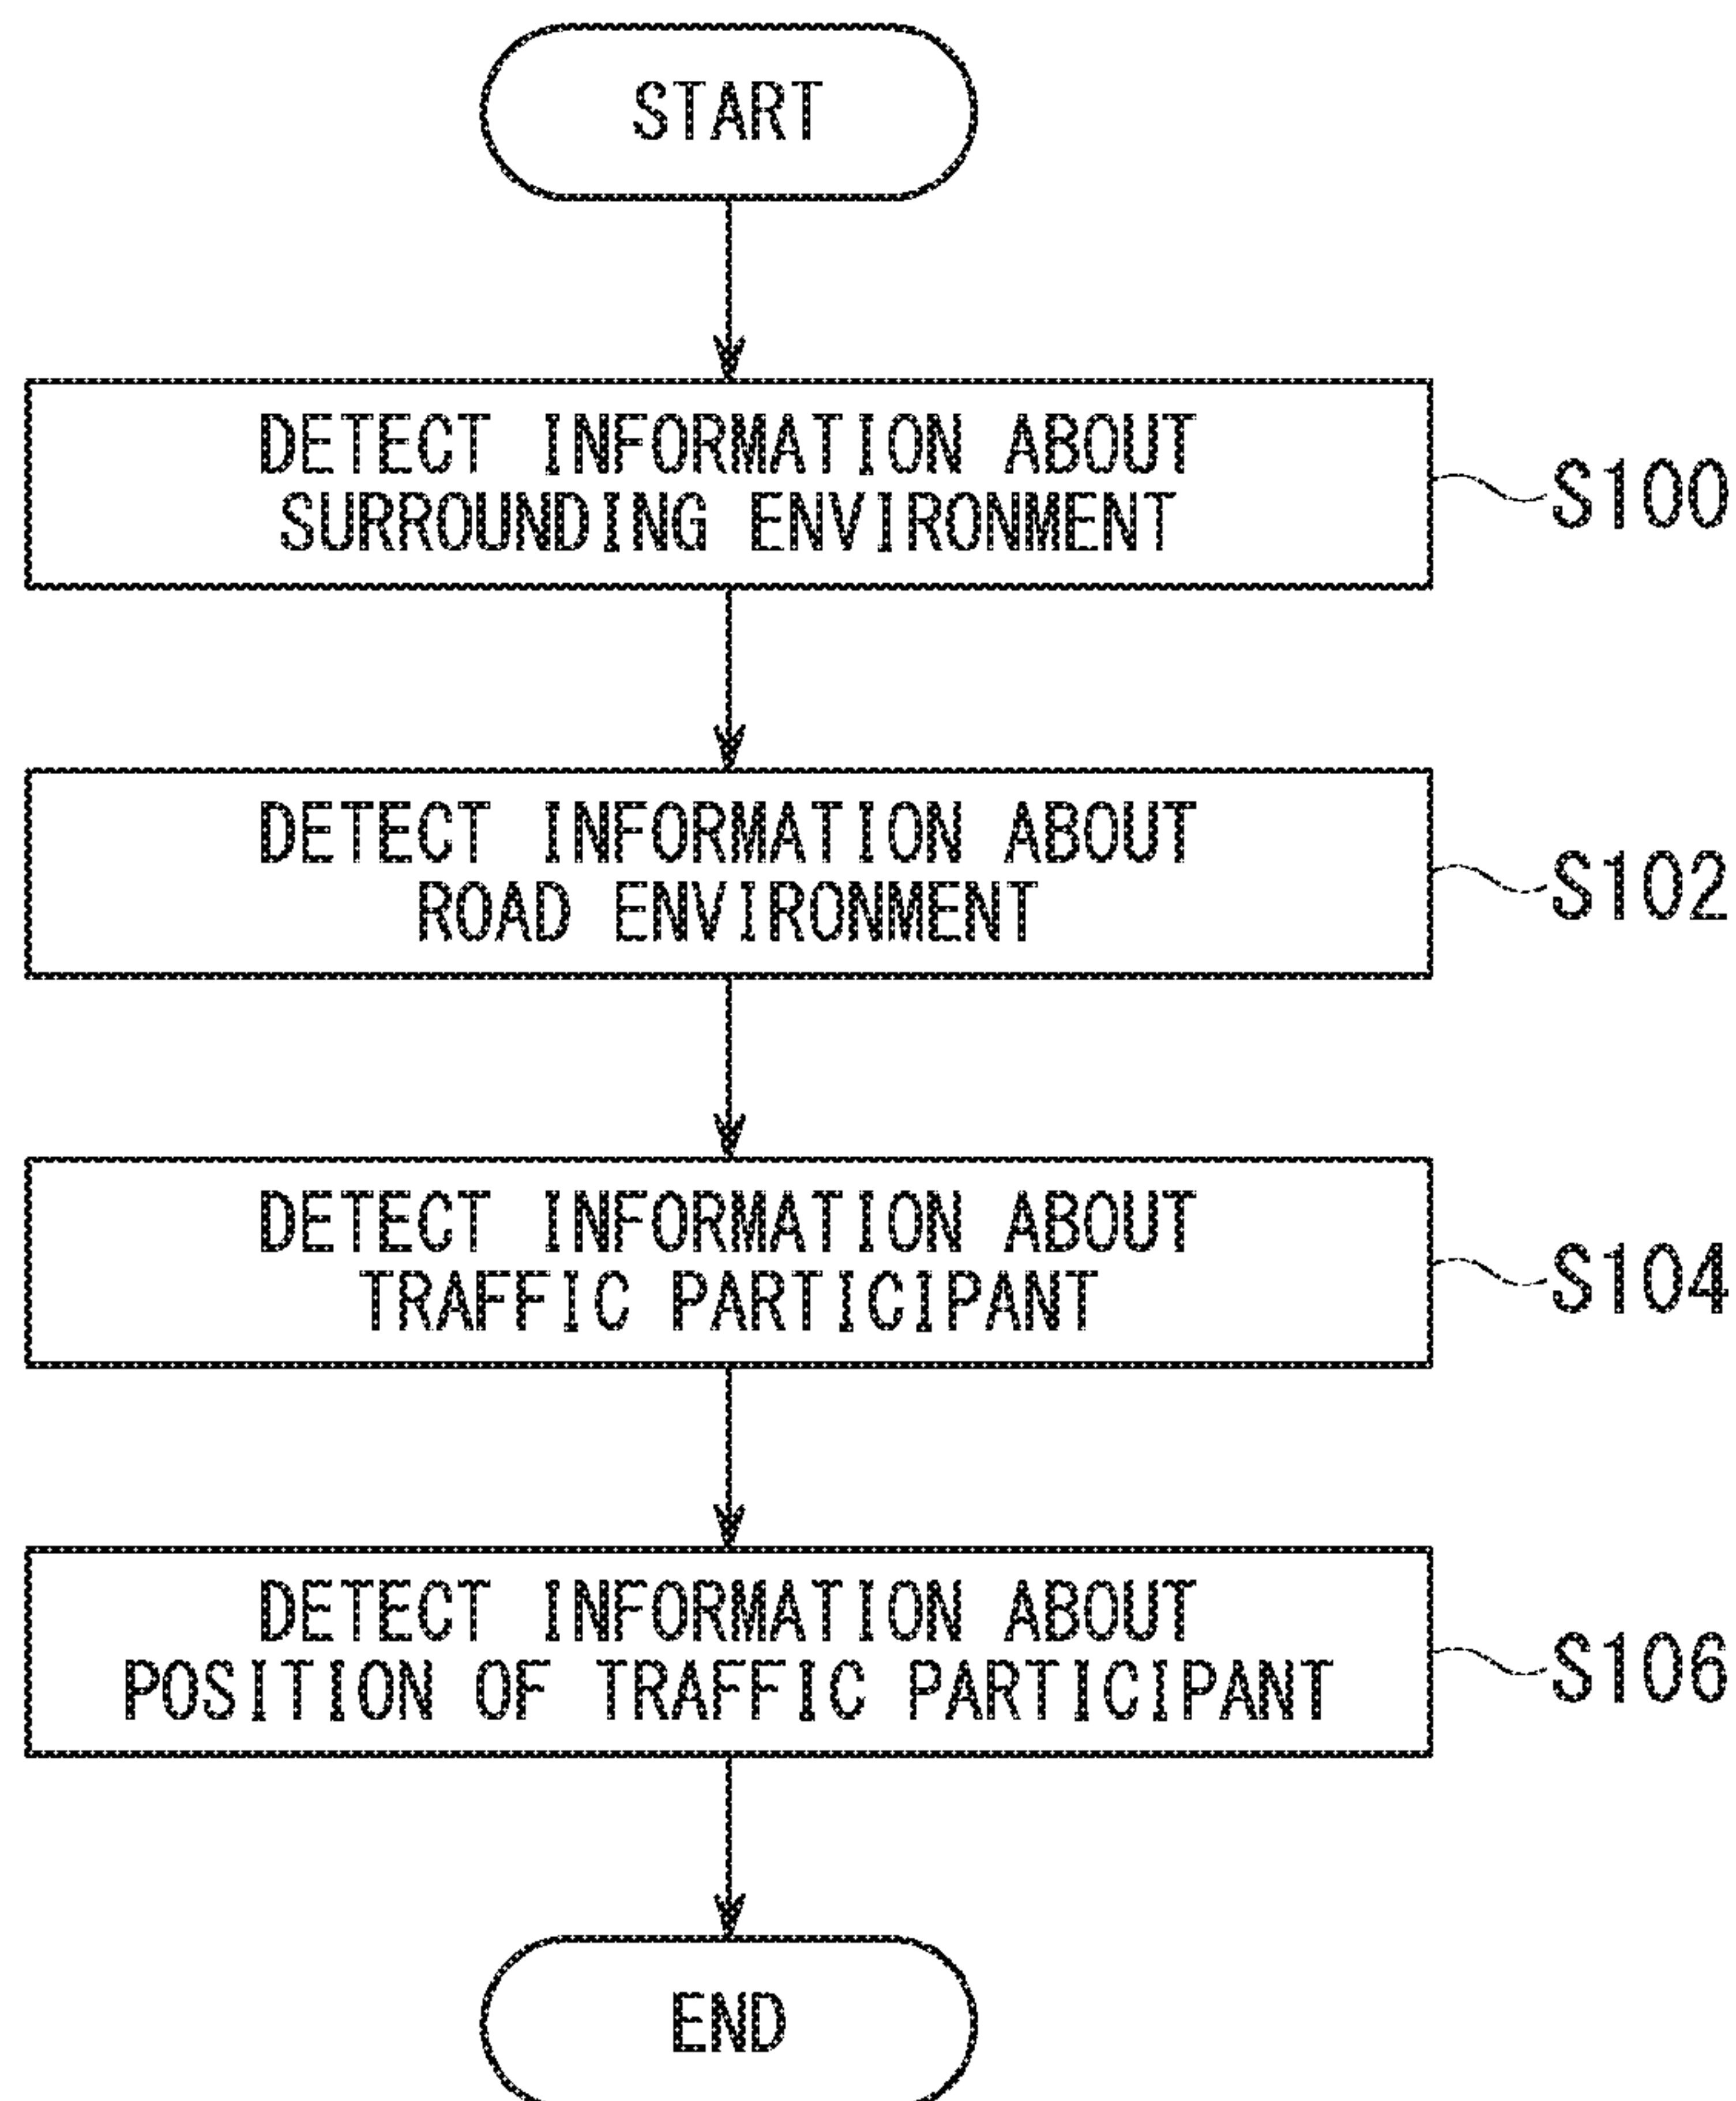 START
DETECT INFORMATION ABOUT
SURROUNDING ENVIRONMENT
S100
DETECT INFORMATION ABOUT
ROAD ENVIRONMENT
S102
DETECT INFORMATION ABOUT
TRAFFIC PARTICIPANT
S104
DETECT INFORMATION ABOUT
POSITION OF TRAFFIC PARTICIPANT
S106
END